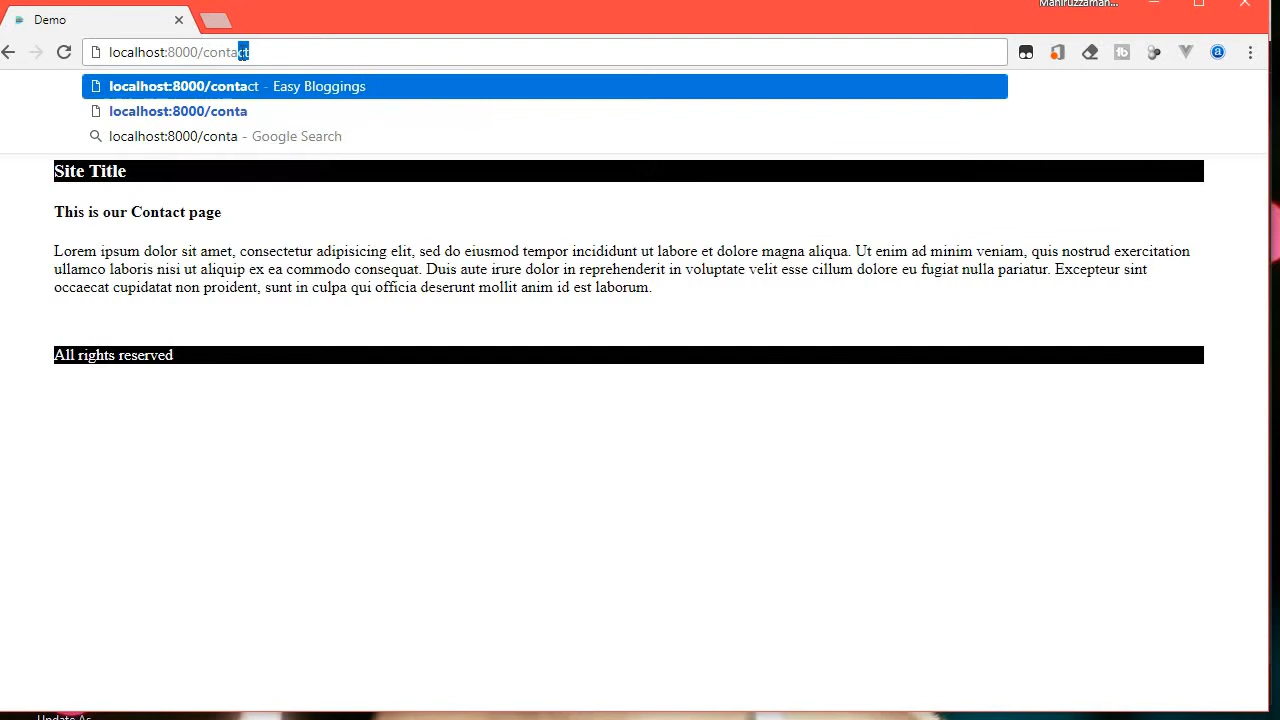 Mahiruzzaman...
Demo
localhost:8000/contact
localhost:8000/contact - Easy Bloggings
localhost:8000/conta
localhost:8000/conta - Google Search
Site Title
This is our Contact page
Lorem ipsum dolor sit amet, consectetur adipisicing elit, sed do eiusmod tempor incididunt ut labore et dolore magna aliqua. Ut enim ad minim veniam, quis nostrud exercitation
ullamco laboris nisi ut aliquip ex ea commodo consequat. Duis aute irure dolor in reprehenderit in voluptate velit esse cillum dolore eu fugiat nulla pariatur. Excepteur sint
occaecat cupidatat non proident, sunt in culpa qui officia deserunt mollit anim id est laborum.
All rights reserved
Update As